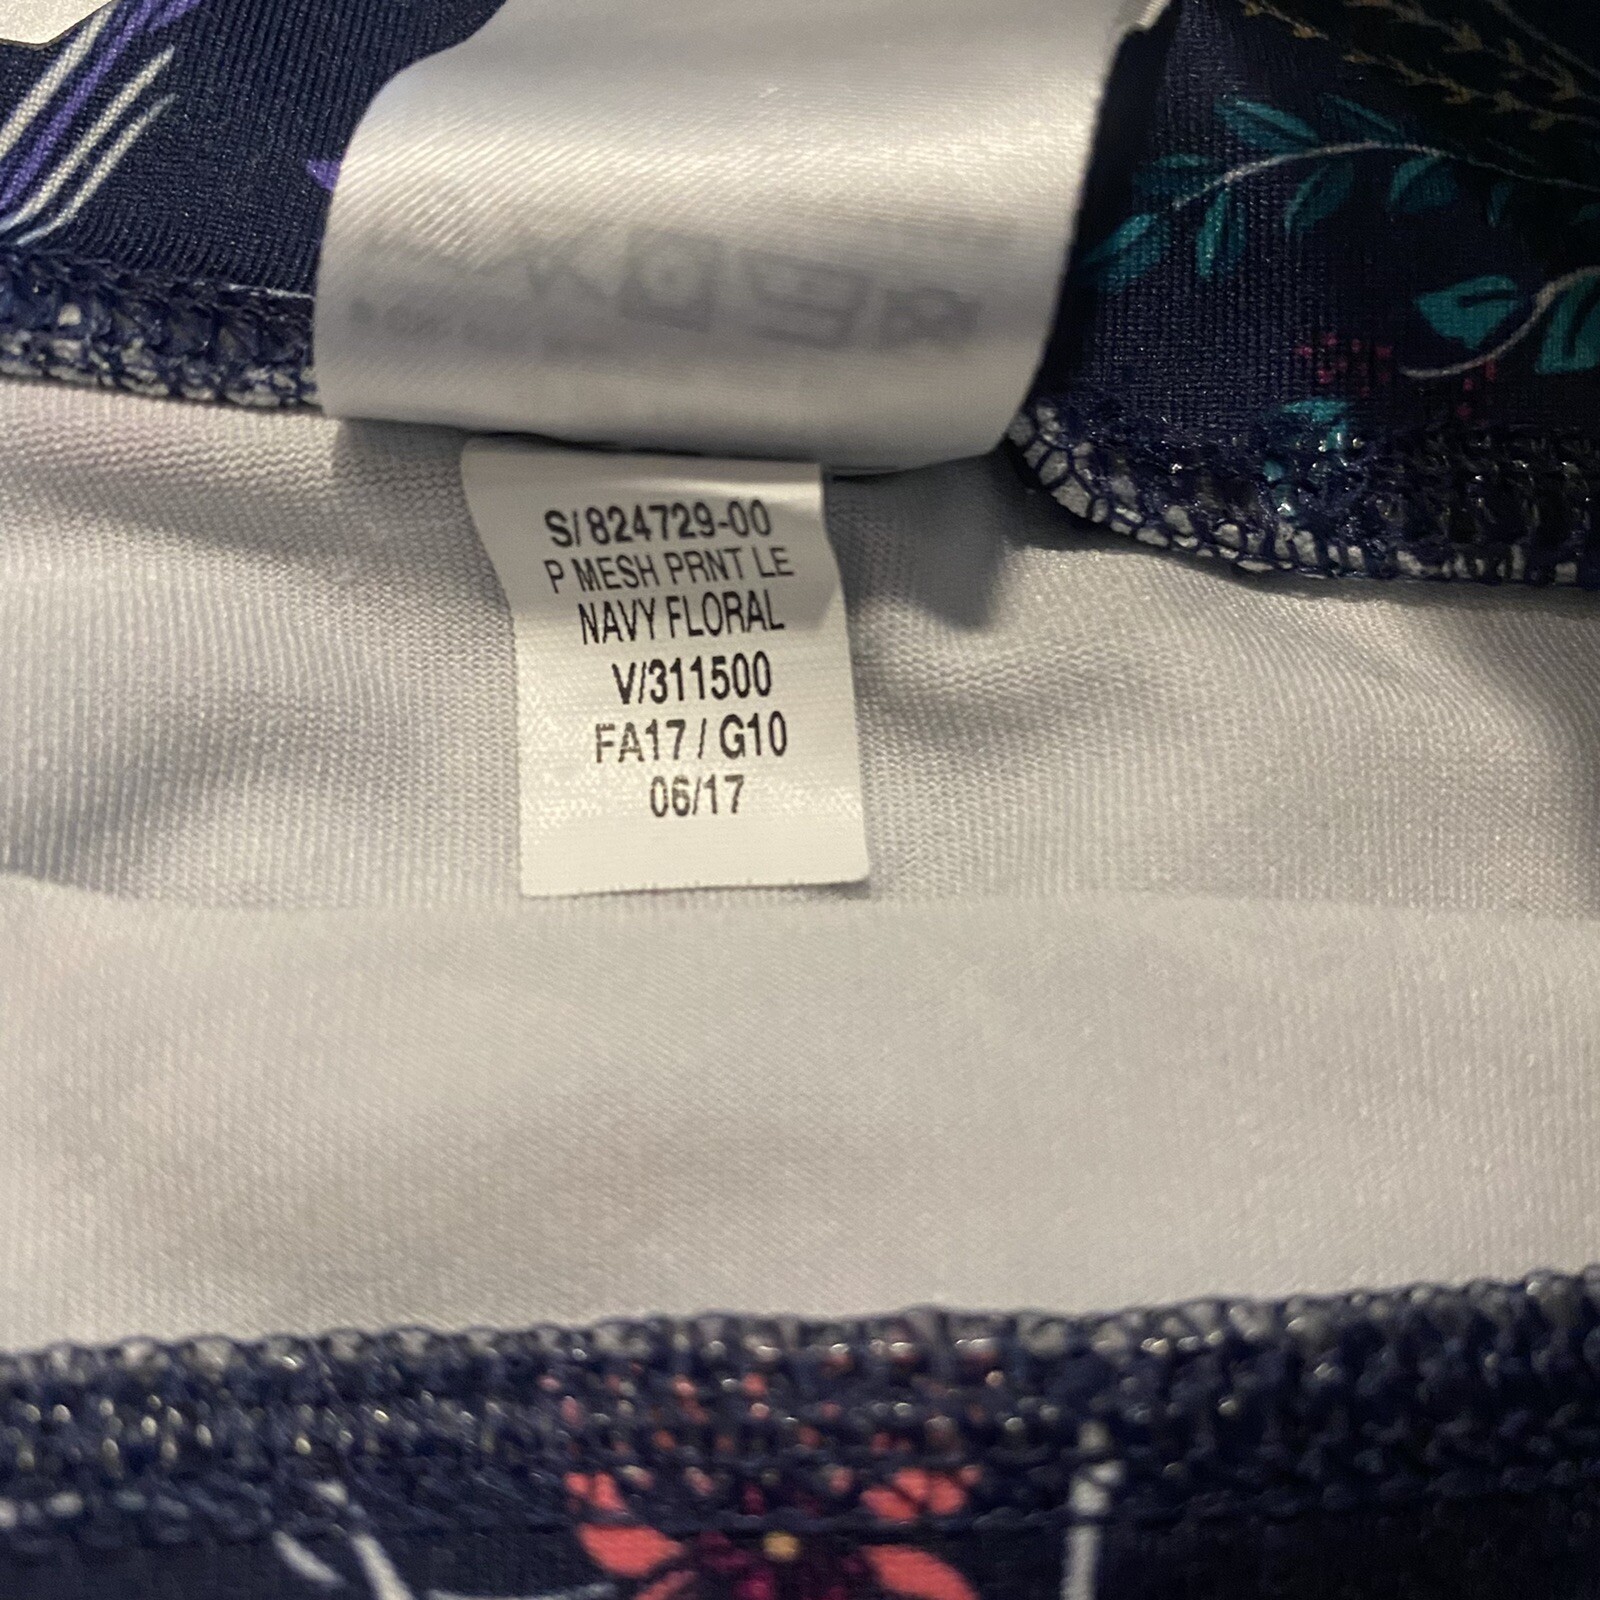 S/824729-00
P MESH PRNT LE
NAVY FLORAL
V/311500
FA17 / G10
06/17